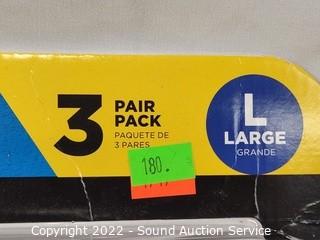 3 PAIR
PACK
PAQUETE DE
3 PARES
L
LARGE
GRANDE
180.
Copyright 2022 - Sound Auction Service